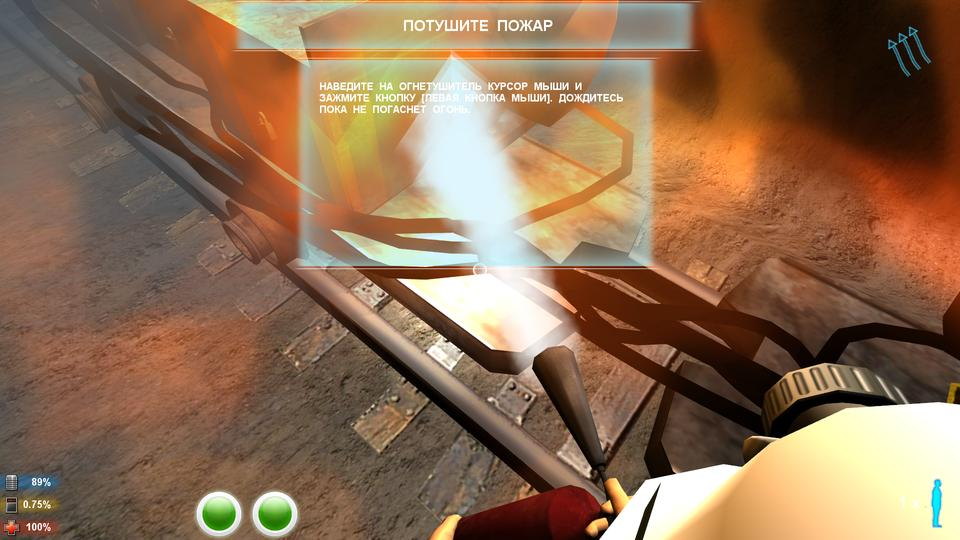 ПОТУШИТЕ ПОЖАР
НАВЕДИТЕ НА ОГНЕТУШИТЕЛЬ КУРСОР МЫШИ И
ЗАЖМИТЕ КНОПКУ [ЛЕВАЯ КНОПКА МЫШИ]. ДОЖДИТЕСЬ
ПОКА НЕ ПОГАСНЕТ ОГОНЬ.
89%
0.75%
100%
1 x